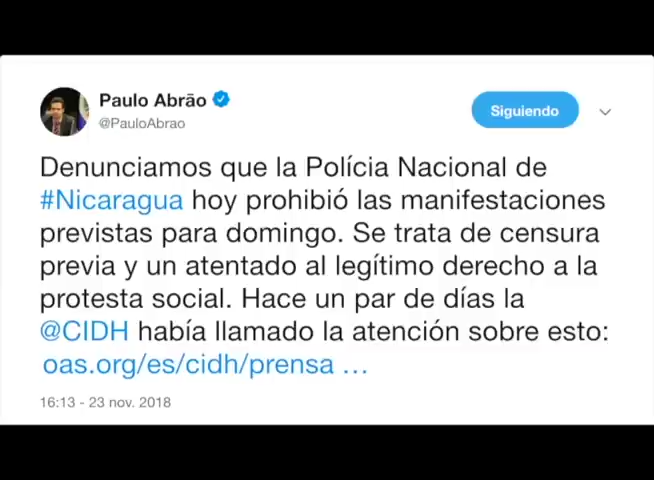 Paulo Abrão
@PauloAbrao
Siguiendo
Denunciamos que la Polícia Nacional de
#Nicaragua hoy prohibió las manifestaciones
previstas para domingo. Se trata de censura
previa y un atentado al legítimo derecho a la
protesta social. Hace un par de días la
@CIDH había llamado la atención sobre esto:
oas.org/es/cidh/prensa …
16:13 - 23 nov. 2018